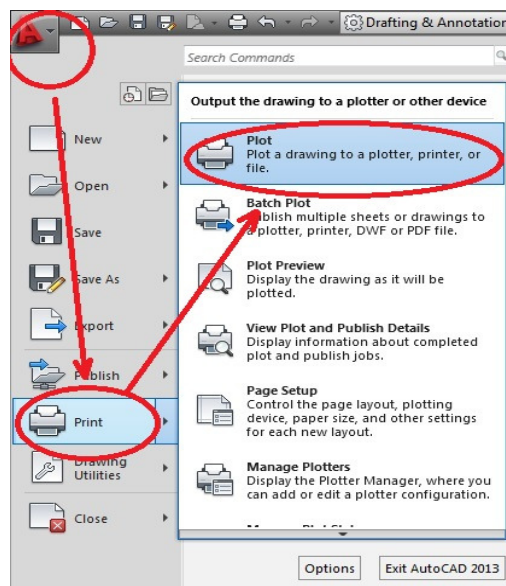 Drafting & Annotation
Search Commands
Output the drawing to a plotter or other device
New
Open
Save
Save As
Export
Publish
Print
Drawing
Utilities
Close
Plot
Plot a drawing to a plotter, printer, or
file.
Batch Plot
Publish multiple sheets or drawings to
a plotter, printer, DWF or PDF file.
Plot Preview
Display the drawing as it will be
plotted.
View Plot and Publish Details
Display information about completed
plot and publish jobs.
Page Setup
Control the page layout, plotting
device, paper size, and other settings
for each new layout.
Manage Plotters
Display the Plotter Manager, where you
can add or edit a plotter configuration.
Options
Exit AutoCAD 2013